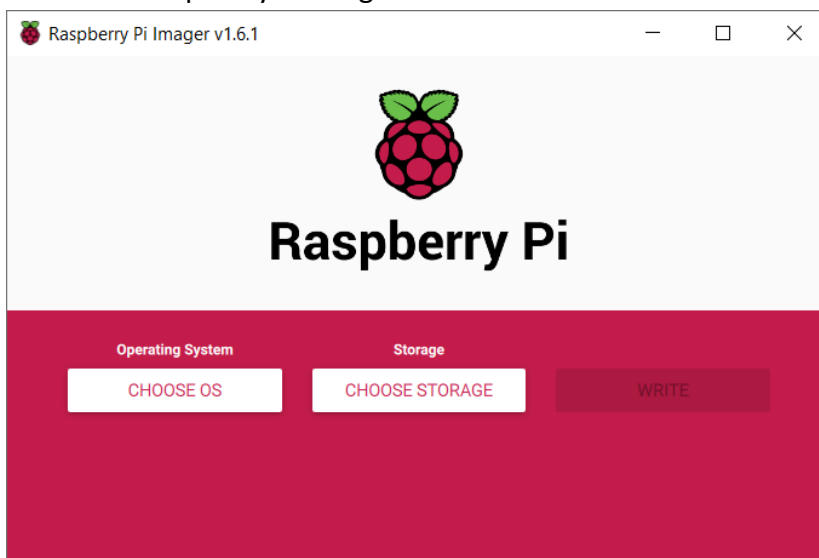 Raspberry Pi Imager v1.6.1
Raspberry Pi
Operating System
Storage
CHOOSE OS
CHOOSE STORAGE
WRITE